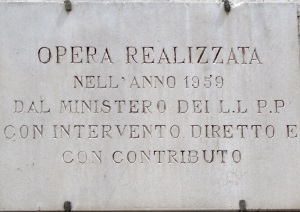 OPERA REALIZZATA
NELL'ANNO 1959
DAL MINISTERO DEI L.L P.P
CON INTERVENTO DIRETTO E
CON CONTRIBUTO